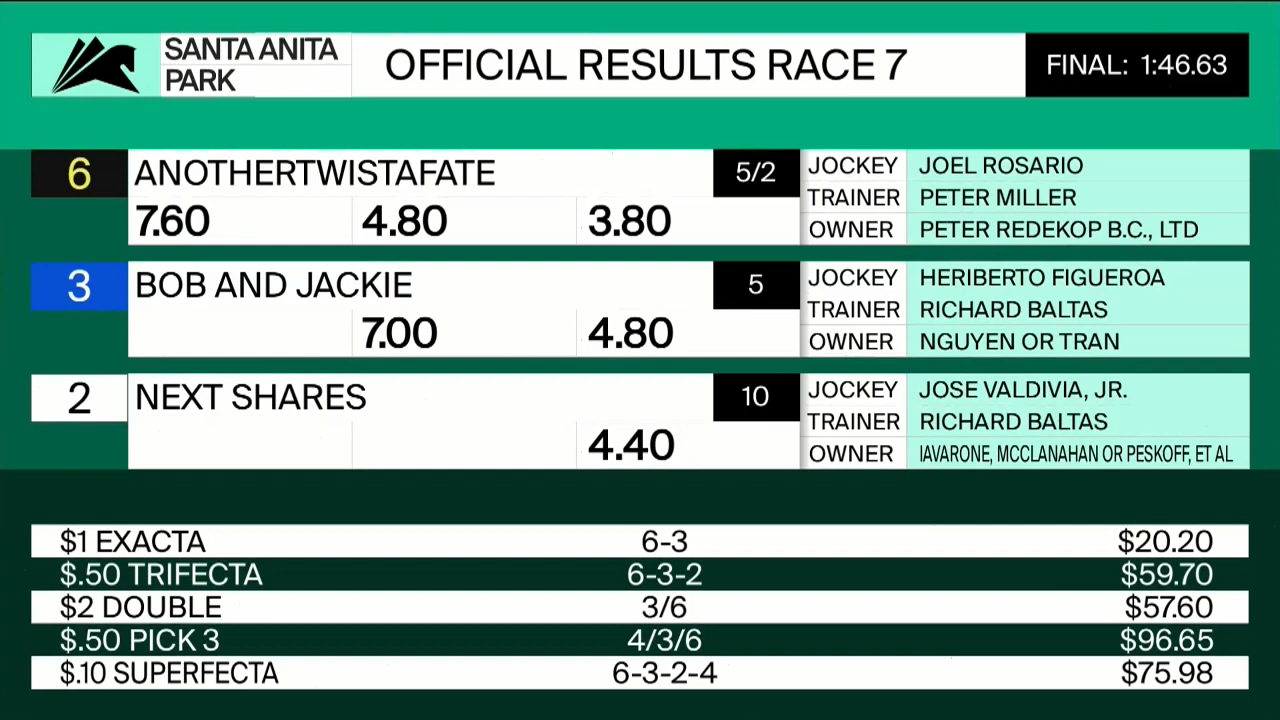 SANTA ANITA
PARK
OFFICIAL RESULTS RACE 7
FINAL: 1:46.63
6 ANOTHERTWISTAFATE 5/2
7.60 4.80 3.80
JOCKEY JOEL ROSARIO
TRAINER PETER MILLER
OWNER PETER REDEKOP B.C., LTD
3 BOB AND JACKIE 5
7.00 4.80
JOCKEY HERIBERTO FIGUEROA
TRAINER RICHARD BALTAS
OWNER NGUYEN OR TRAN
2 NEXT SHARES 10
4.40
JOCKEY JOSE VALDIVIA, JR.
TRAINER RICHARD BALTAS
OWNER IAVARONE, MCCLANAHAN OR PESKOFF, ET AL
$1 EXACTA 6-3 $20.20
$.50 TRIFECTA 6-3-2 $59.70
$2 DOUBLE 3/6 $57.60
$.50 PICK 3 4/3/6 $96.65
$.10 SUPERFECTA 6-3-2-4 $75.98